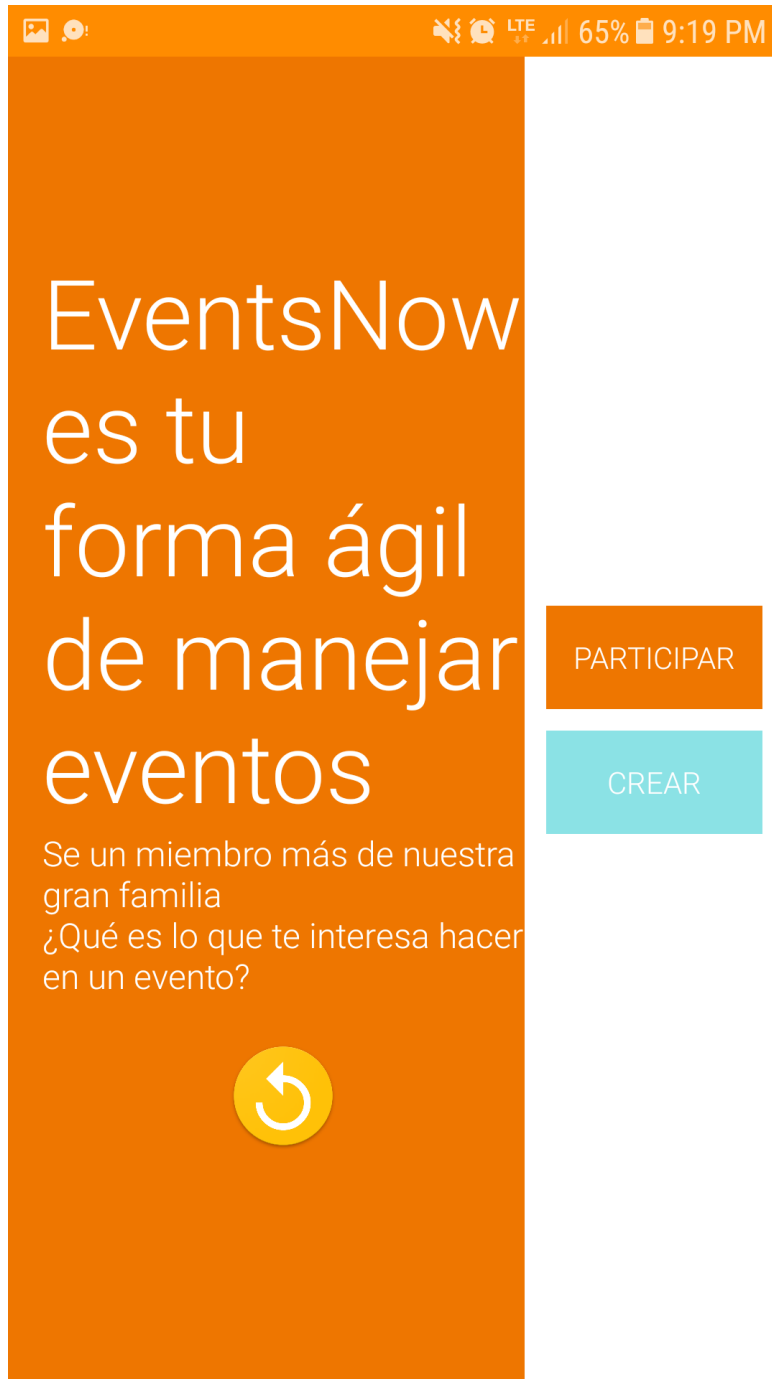 LTE 65% 9:19 PM
EventsNow
es tu
forma ágil
de manejar
eventos
Se un miembro más de nuestra
gran familia
¿Qué es lo que te interesa hacer
en un evento?
PARTICIPAR
CREAR